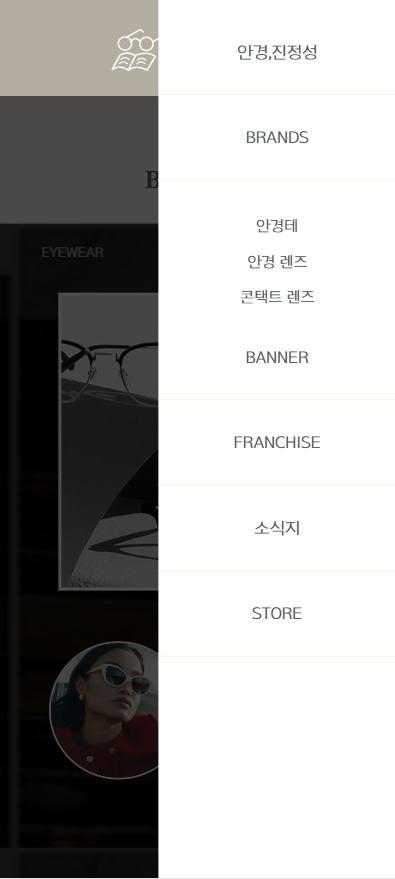 안경,진정성
BRANDS
안경테
안경 렌즈
콘택트 렌즈
BANNER
FRANCHISE
소식지
STORE
B
EYEWEAR